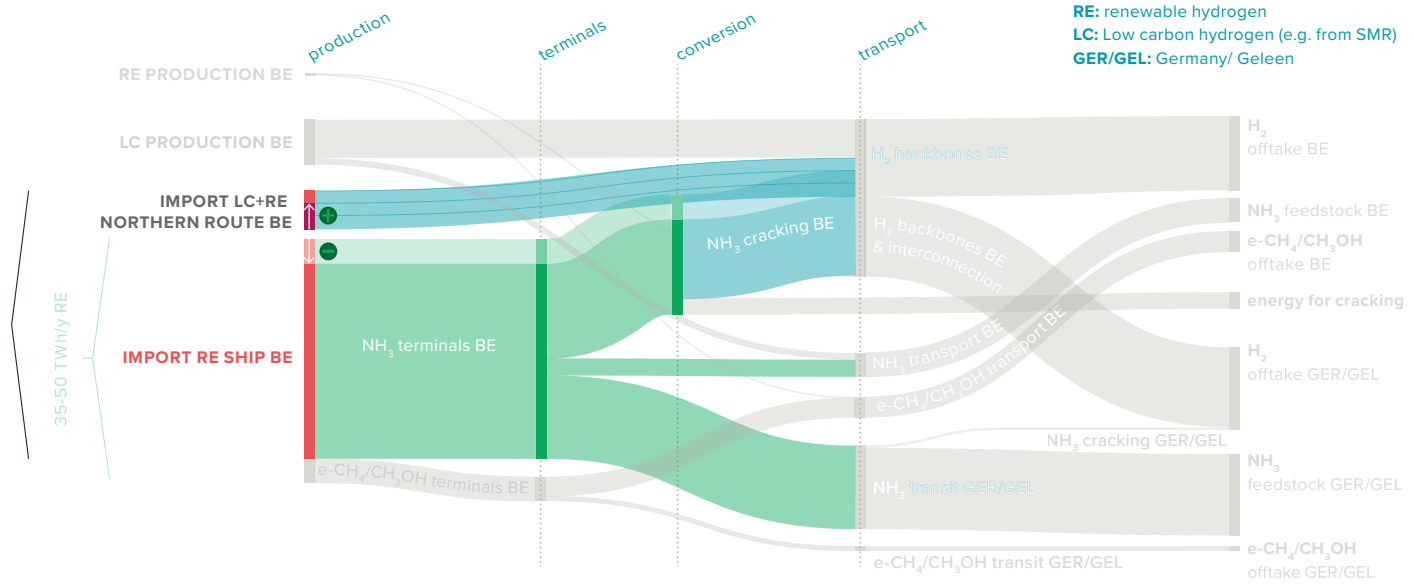 RE: renewable hydrogen
LC: Low carbon hydrogen (e.g. from SMR)
GER/GEL: Germany/ Geleen
production
terminals
conversion
transport
RE PRODUCTION BE
LC PRODUCTION BE
IMPORT LC+RE
NORTHERN ROUTE BE
+
−
IMPORT RE SHIP BE
35-50 TWh/y RE
NH₃ terminals BE
e-CH₄/CH₃OH terminals BE
NH₃ cracking BE
H₂ backbones BE
H₂ backbones BE
& interconnection
NH₃ transport BE
e-CH₄/CH₃OH transport BE
NH₃ cracking GER/GEL
NH₃ transit GER/GEL
e-CH₄/CH₃OH transit GER/GEL
H₂
offtake BE
NH₃ feedstock BE
e-CH₄/CH₃OH
offtake BE
energy for cracking
H₂
offtake GER/GEL
NH₃
feedstock GER/GEL
e-CH₄/CH₃OH
offtake GER/GEL